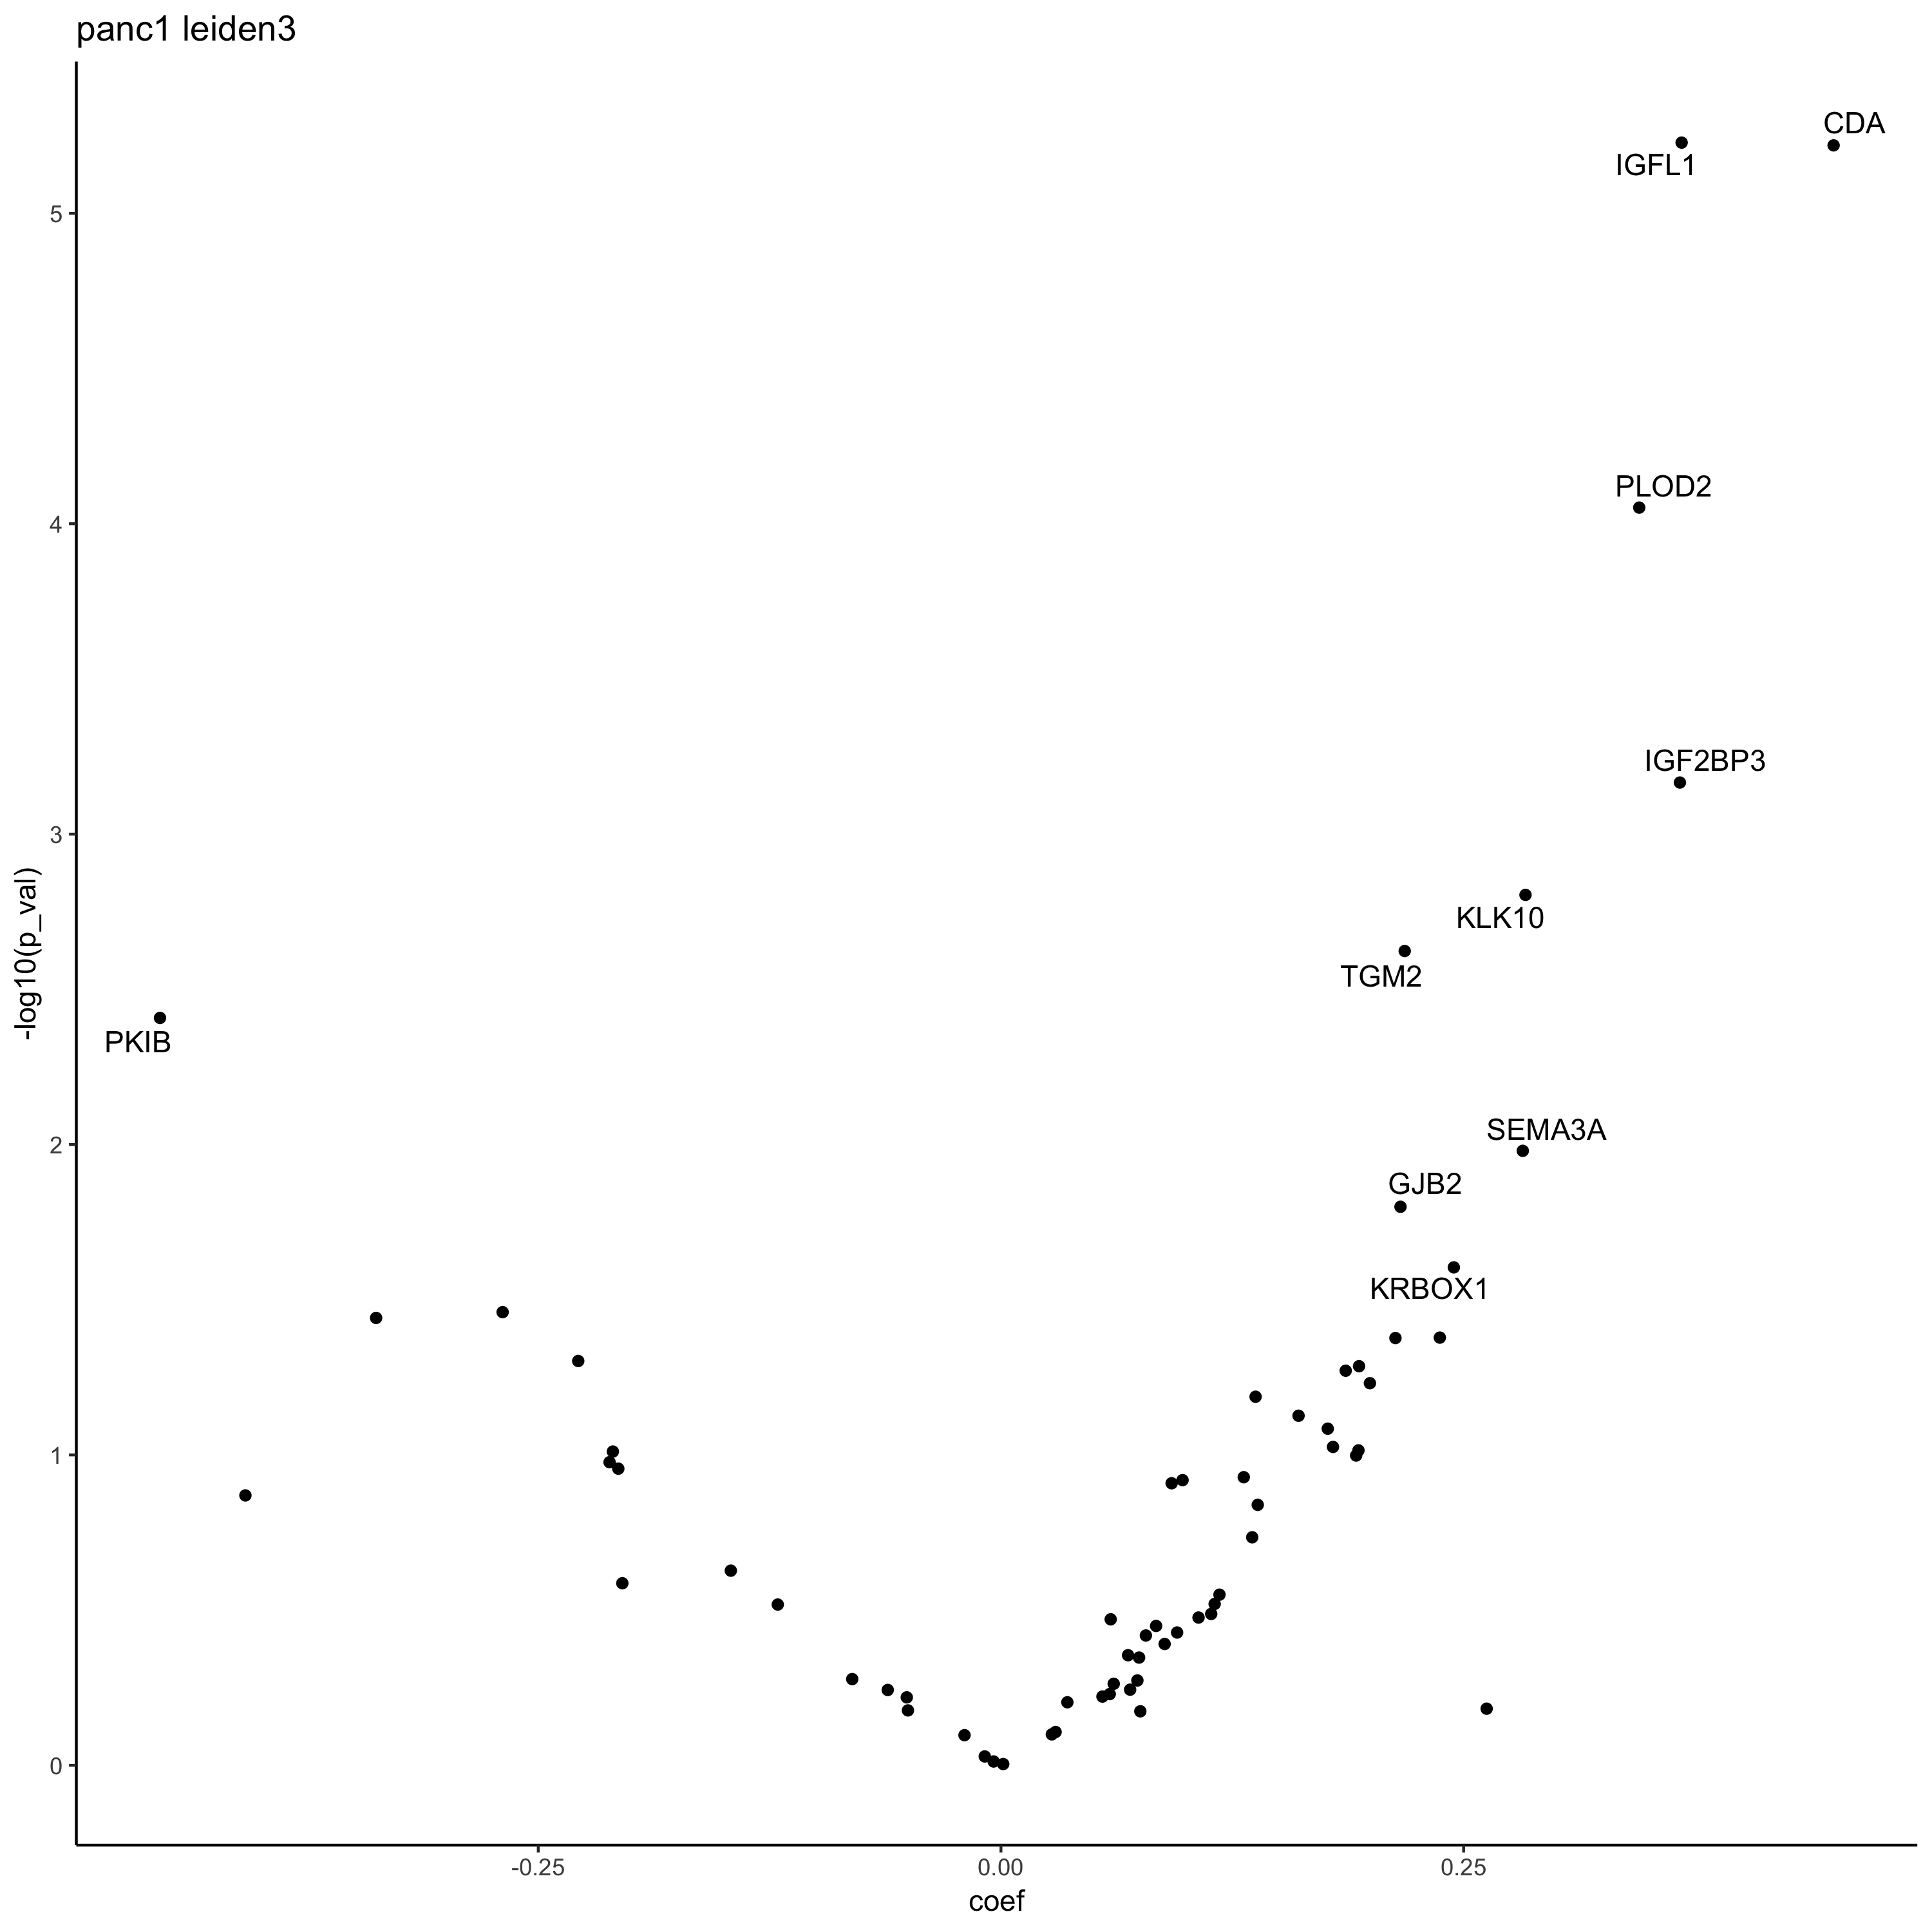 panc1 leiden3
CDA
IGFL1
5
PLOD2
4
IGF2BP3
3
KLK10
TGM2
-log10(p_val)
PKIB
SEMA3A
2
GJB2
KRBOX1
1
0
-0.25
0.00
0.25
coef